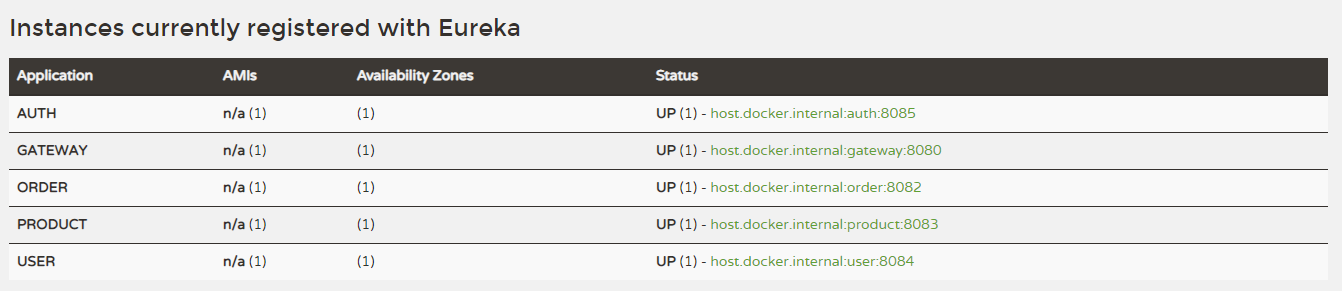 Instances currently registered with Eureka
Application AMIs Availability Zones Status
AUTH n/a (1) (1) UP (1) - host.docker.internal:auth:8085
GATEWAY n/a (1) (1) UP (1) - host.docker.internal:gateway:8080
ORDER n/a (1) (1) UP (1) - host.docker.internal:order:8082
PRODUCT n/a (1) (1) UP (1) - host.docker.internal:product:8083
USER n/a (1) (1) UP (1) - host.docker.internal:user:8084